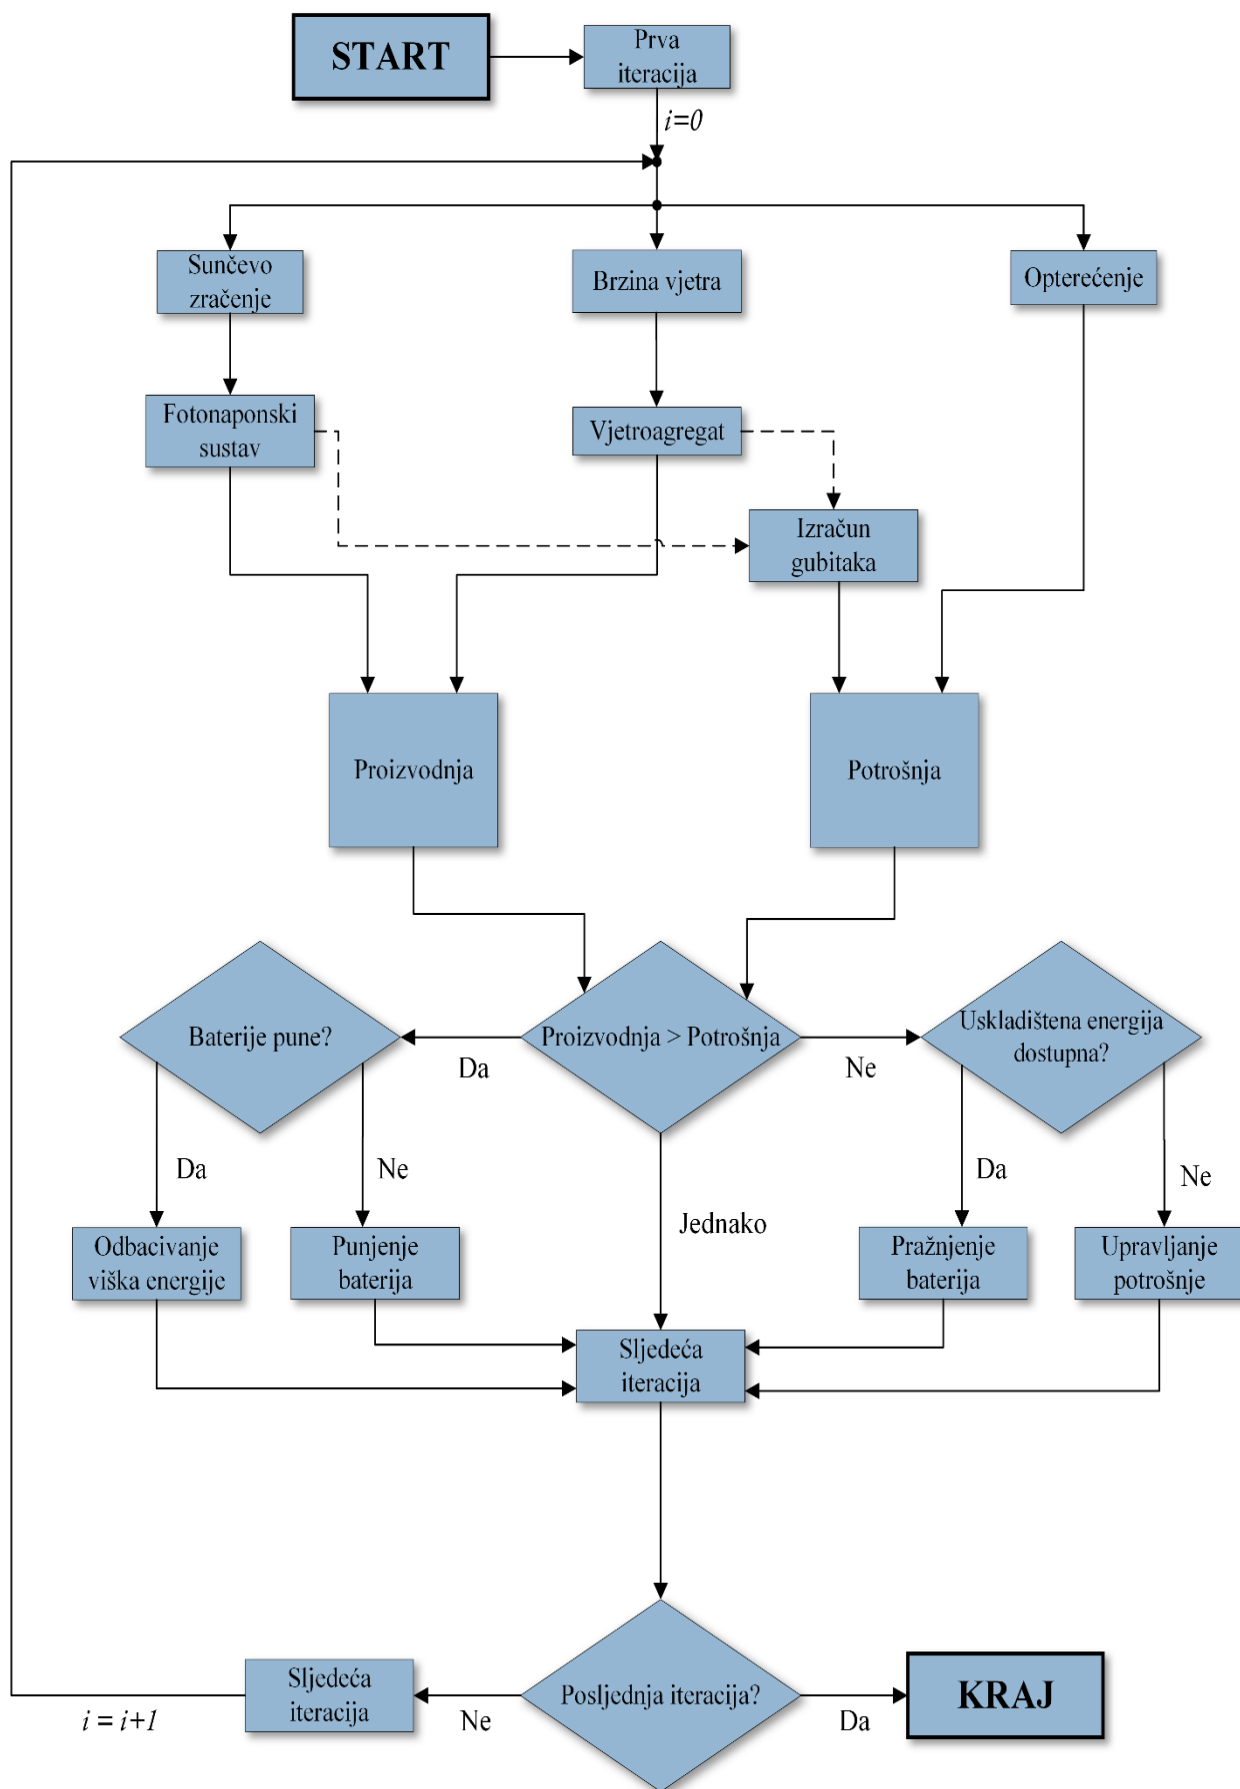 START
Prva
iteracija
i=0
Sunčevo
zračenje
Brzina vjetra
Opterećenje
Fotonaponski
sustav
Vjetroagregat
Izračun
gubitaka
Proizvodnja
Potrošnja
Baterije pune?
Da
Proizvodnja > Potrošnja
Ne
Uskladištena energija
dostupna?
Da
Ne
Jednako
Da
Ne
Odbacivanje
viška energije
Punjenje
baterija
Pražnjenje
baterija
Upravljanje
potrošnje
Sljedeća
iteracija
i = i+1
Sljedeća
iteracija
Ne
Posljednja iteracija?
Da
KRAJ